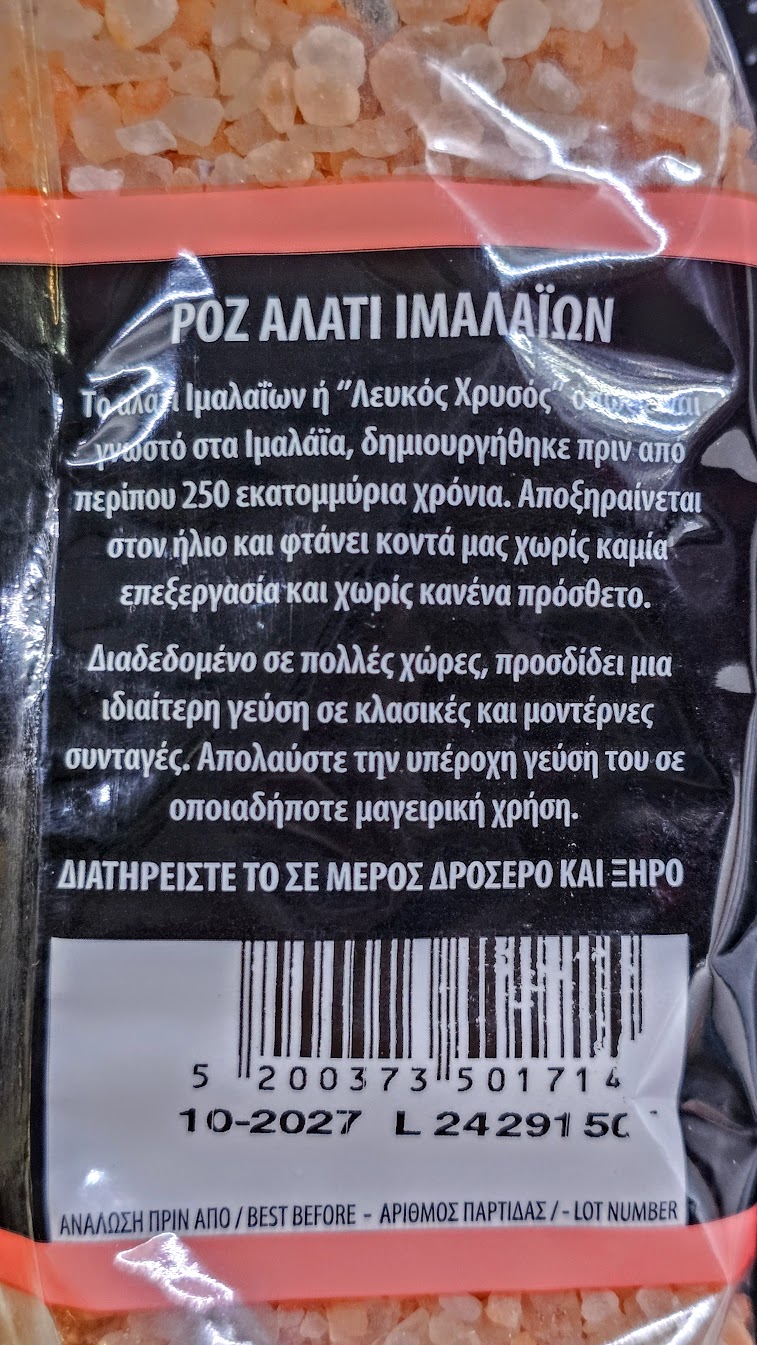 ΡΟΖ ΑΛΑΤΙ ΙΜΑΛΑΪΩΝ
Το αλάτι Ιμαλαΐων ή “Λευκός Χρυσός”
γνωστό στα Ιμαλάϊα, δημιουργήθηκε πριν από
περίπου 250 εκατομμύρια χρόνια. Αποξηραίνεται
στον ήλιο και φτάνει κοντά μας χωρίς καμία
επεξεργασία και χωρίς κανένα πρόσθετο.
Διαδεδομένο σε πολλές χώρες, προσδίδει μια
ιδιαίτερη γεύση σε κλασικές και μοντέρνες
συνταγές. Απολαύστε την υπέροχη γεύση του σε
οποιαδήποτε μαγειρική χρήση.
ΔΙΑΤΗΡΕΙΣΤΕ ΤΟ ΣΕ ΜΕΡΟΣ ΔΡΟΣΕΡΟ ΚΑΙ ΞΗΡΟ
5 200373 501714
10-2027 L
ΑΝΑΛΩΣΗ ΠΡΙΝ ΑΠΟ / BEST BEFORE - ΑΡΙΘΜΟΣ ΠΑΡΤΙΔΑΣ / - LOT NUMBER